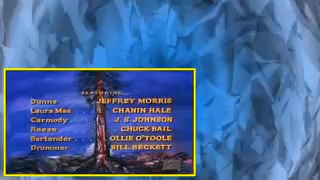 FEATURING...
Dunne . . JEFFREY MORRIS
Laura Mae . CHANIN HALE
Carmody . . . J. S. JOHNSON
Reese . . . CHUCK BAIL
Bartender . . OLLIE O'TOOLE
Drummer . . . BILL BECKETT